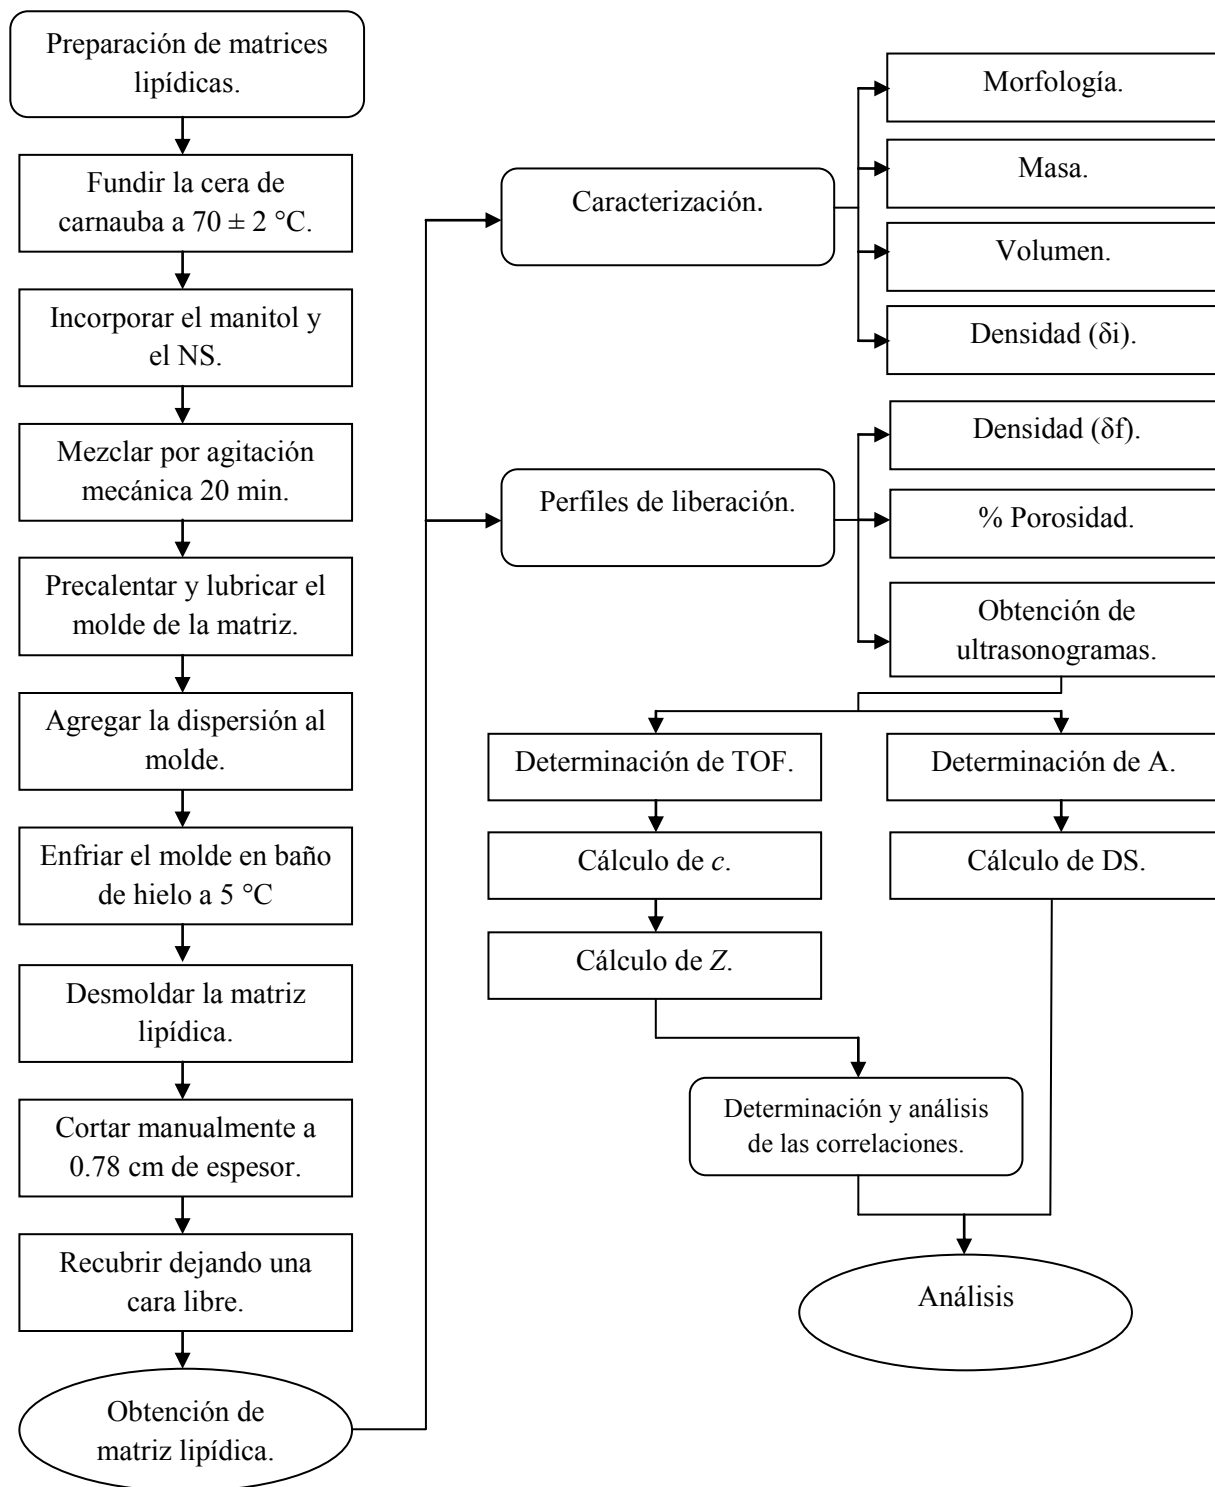 Preparación de matrices
lipídicas.
Fundir la cera de
carnauba a 70 ± 2 °C.
Incorporar el manitol y
el NS.
Mezclar por agitación
mecánica 20 min.
Precalentar y lubricar el
molde de la matriz.
Agregar la dispersión al
molde.
Enfriar el molde en baño
de hielo a 5 °C
Desmoldar la matriz
lipídica.
Cortar manualmente a
0.78 cm de espesor.
Recubrir dejando una
cara libre.
Obtención de
matriz lipídica.
Caracterización.
Morfología.
Masa.
Volumen.
Densidad (δi).
Perfiles de liberación.
Densidad (δf).
% Porosidad.
Obtención de
ultrasonogramas.
Determinación de TOF.
Cálculo de c.
Cálculo de Z.
Determinación de A.
Cálculo de DS.
Determinación y análisis
de las correlaciones.
Análisis